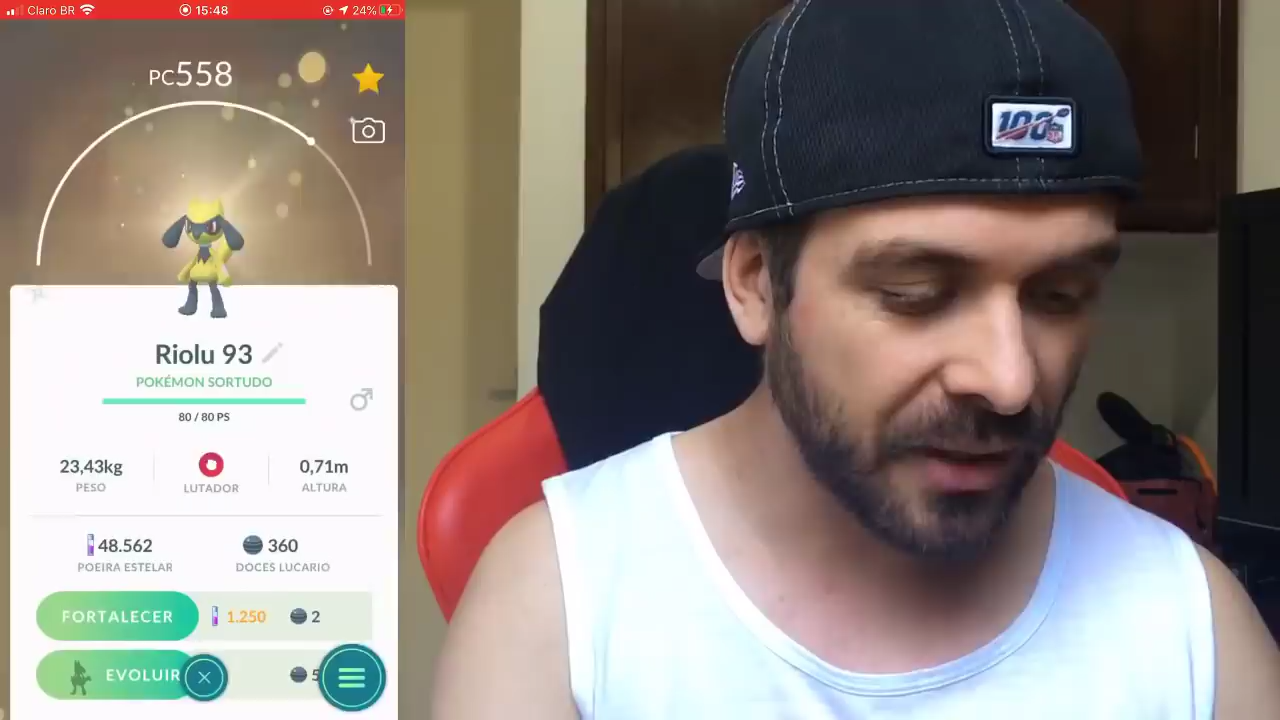 Claro BR 15:48 24%
PC558
Riolu 93
POKÉMON SORTUDO
80 / 80 PS
23,43kg 0,71m
PESO LUTADOR ALTURA
48.562 360
POEIRA ESTELAR DOCES LUCARIO
FORTALECER 1.250 2
EVOLUIR 5
100